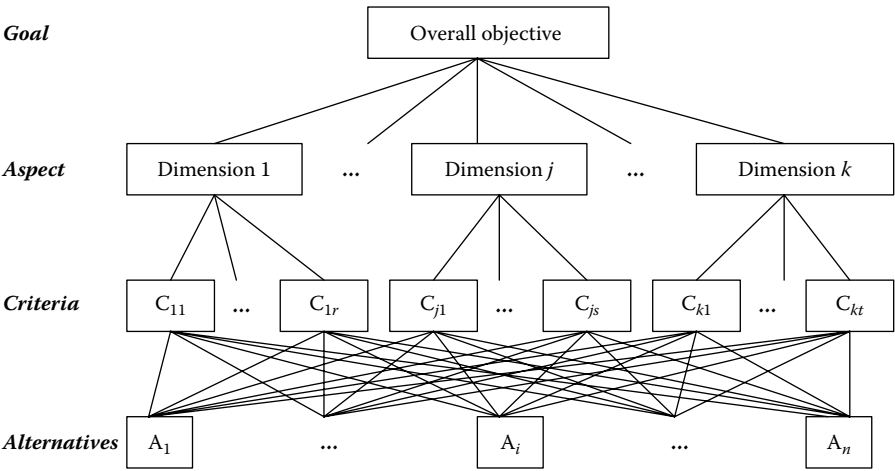 Goal Overall objective
Aspect Dimension 1 ... Dimension j ... Dimension k
Criteria C11 ... C1r Cj1 ... Cjs Ck1 ... Ckt
Alternatives A1 ... Ai ... An